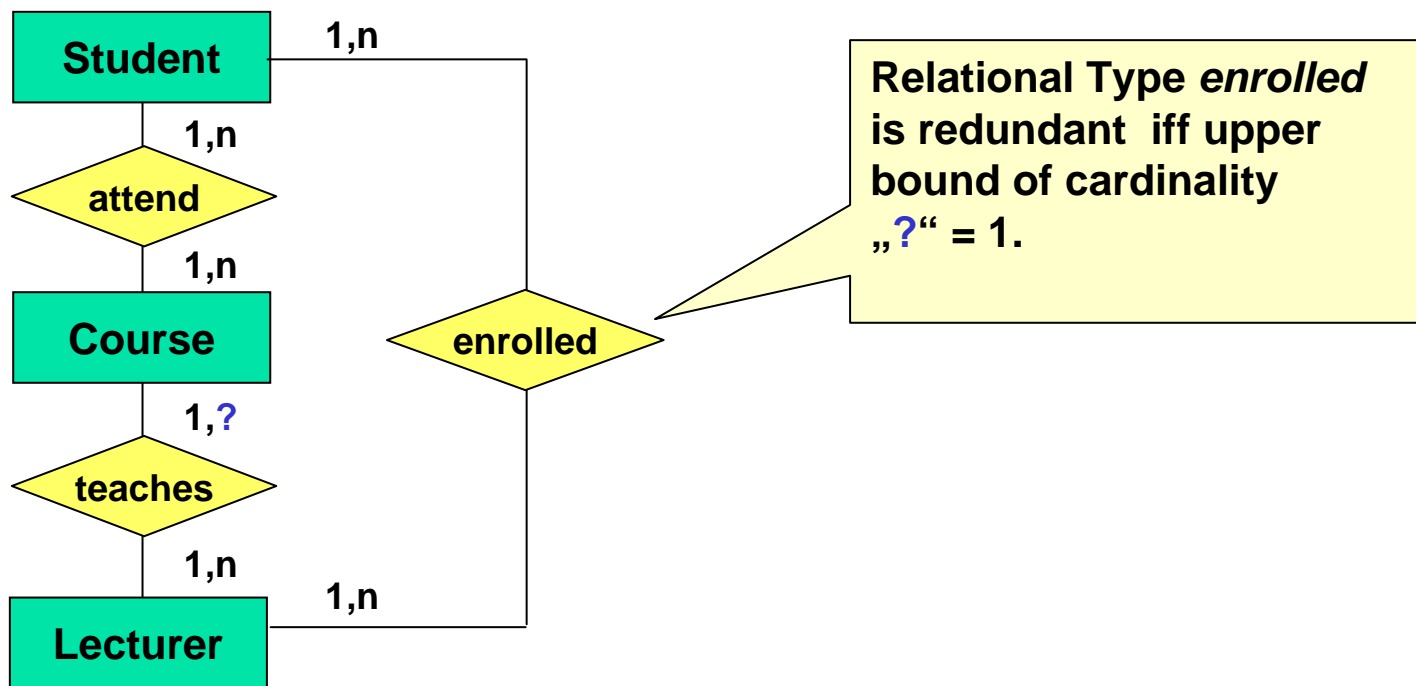 Student
1,n
1,n
attend
1,n
Course
1,?
teaches
1,n
Lecturer
1,n
enrolled
Relational Type enrolled
is redundant iff upper
bound of cardinality
„?“ = 1.